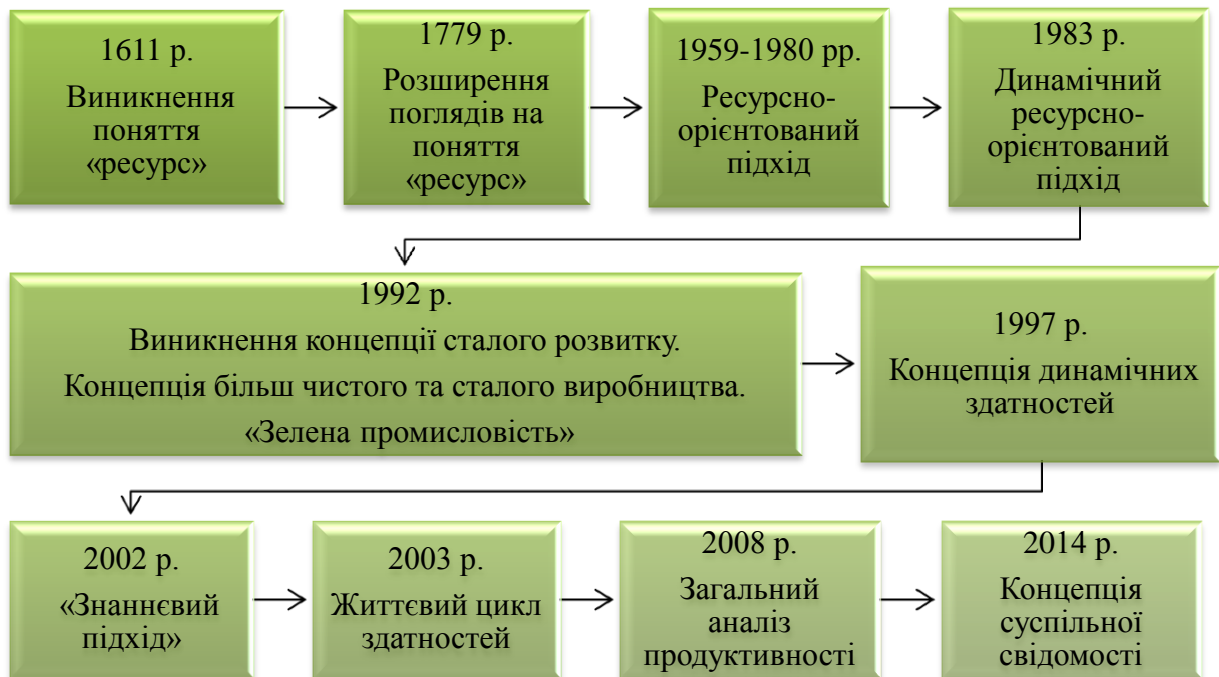 1611 р.
Виникнення
поняття
«ресурс»
1779 р.
Розширення
поглядів на
поняття
«ресурс»
1959-1980 рр.
Ресурсно-
орієнтований
підхід
1983 р.
Динамічний
ресурсно-
орієнтований
підхід
1992 р.
Виникнення концепції сталого розвитку.
Концепція більш чистого та сталого виробництва.
«Зелена промисловість»
1997 р.
Концепція динамічних
здатностей
2002 р.
«Знаннєвий
підхід»
2003 р.
Життєвий цикл
здатностей
2008 р.
Загальний
аналіз
продуктивності
2014 р.
Концепція
суспільної
свідомості